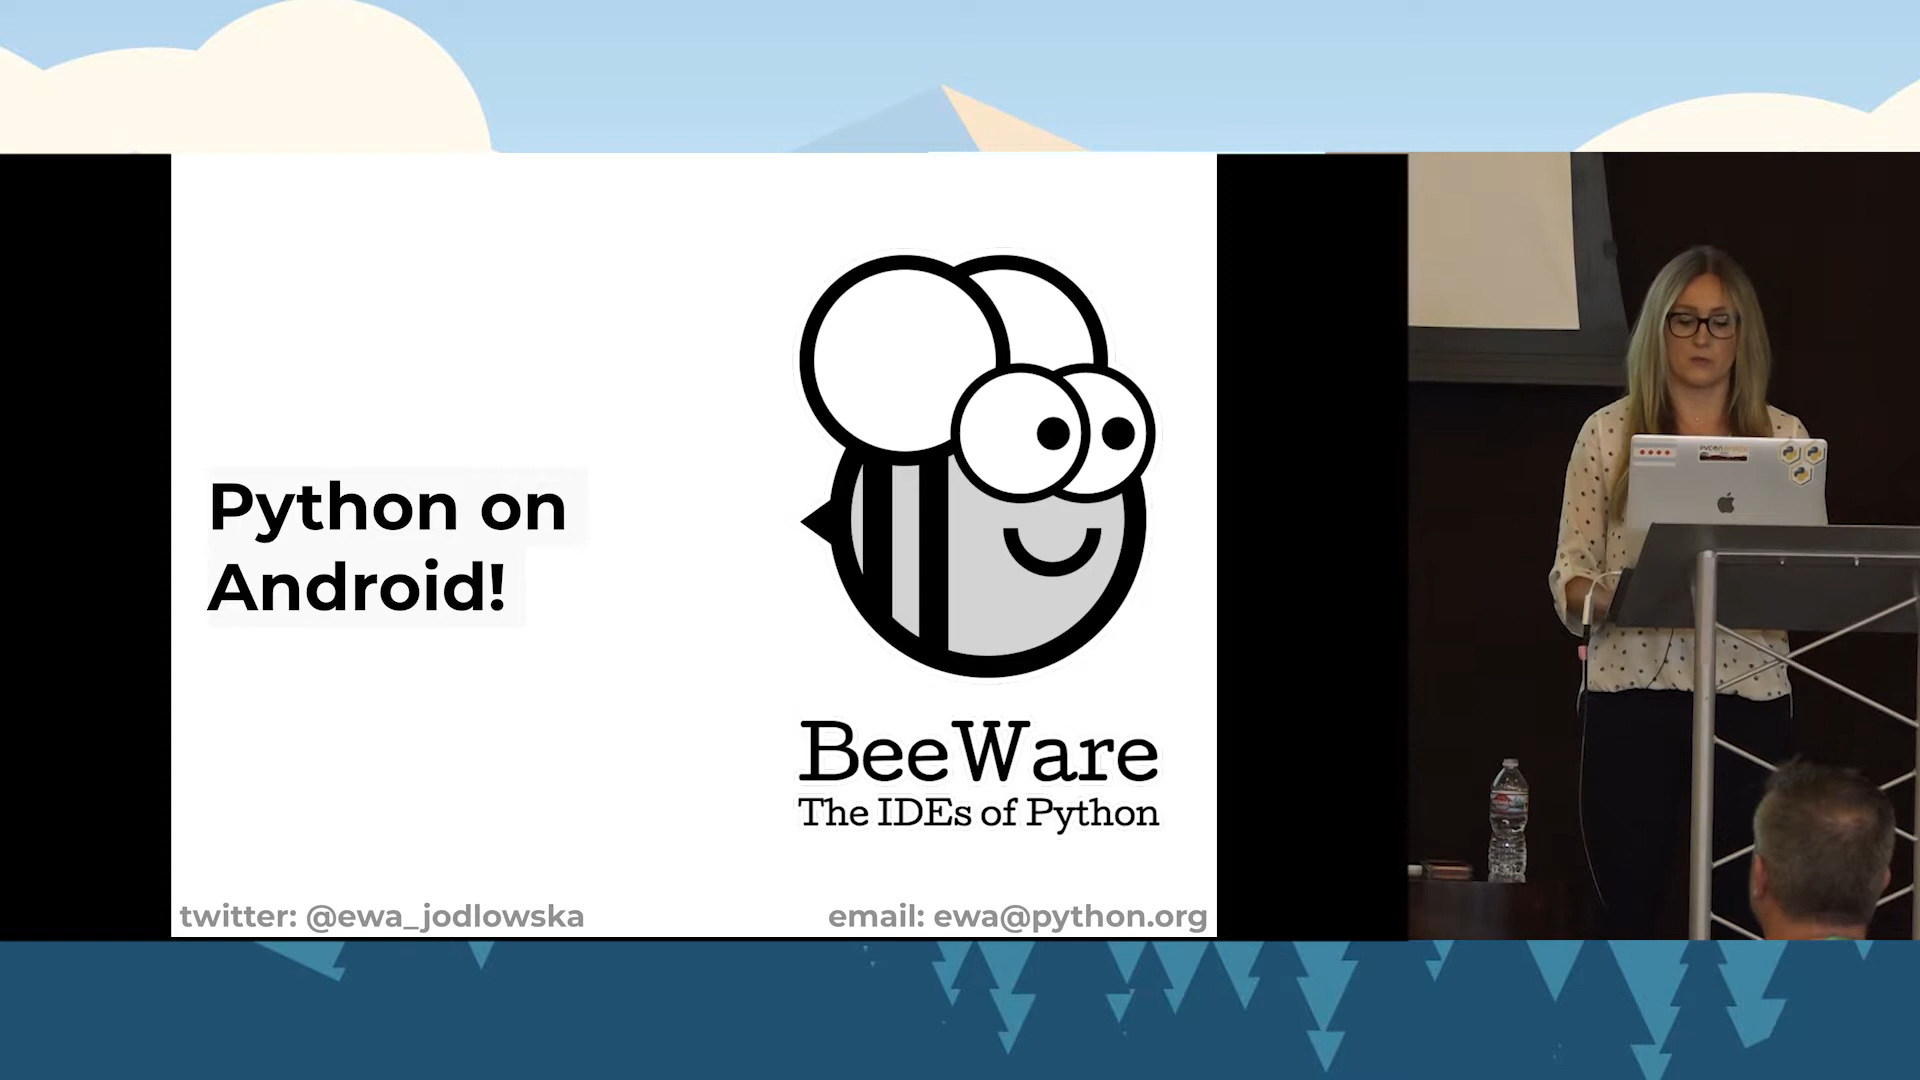 Python on
Android!
BeeWare
The IDEs of Python
twitter: @ewa_jodlowska
email: ewa@python.org